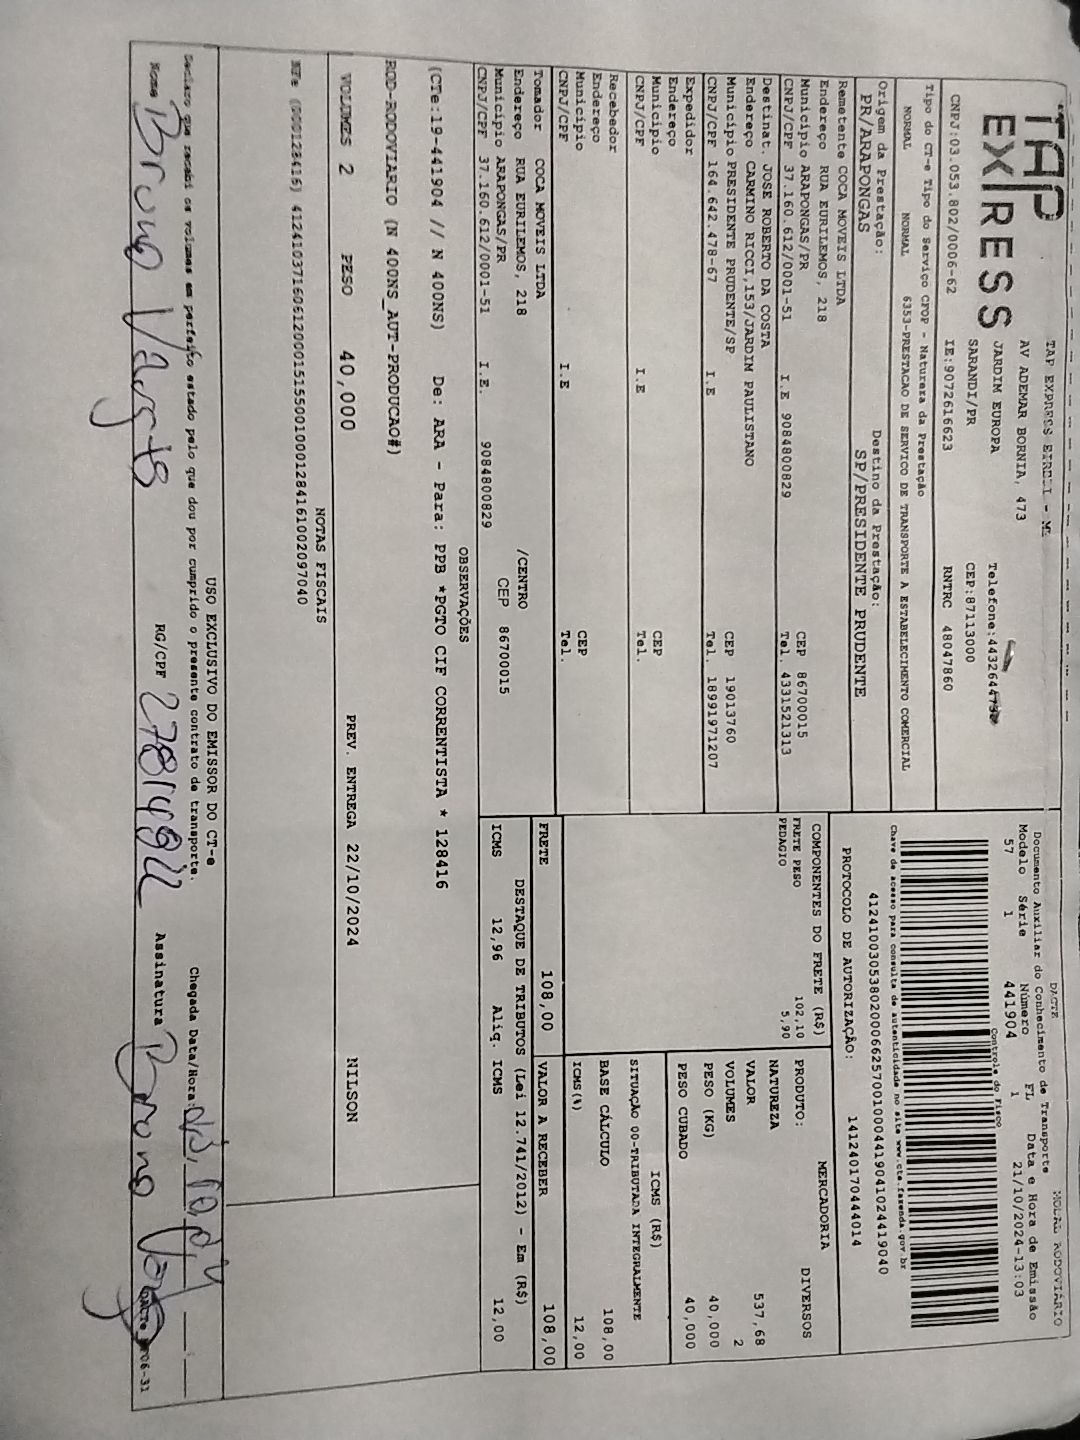 TAP EXPRESS
TAP EXPRESS EIRELI - ME
AV ADEMAR BORNIA, 473
JARDIM EUROPA
SARANDI/PR
Telefone:4432644
CEP:87113000
CNPJ:03.053.802/0006-62 IE:9072616623 RNTRC 48047860
Tipo do CT-e Tipo do Serviço CFOP - Natureza da Prestação
NORMAL NORMAL 6353-PRESTACAO DE SERVICO DE TRANSPORTE A ESTABELECIMENTO COMERCIAL
Origem da Prestação: Destino da Prestação:
PR/ARAPONGAS SP/PRESIDENTE PRUDENTE
Remetente COCA MOVEIS LTDA
Endereço RUA EURILEMOS, 218
Município ARAPONGAS/PR CEP 86700015
CNPJ/CPF 37.160.612/0001-51 I.E 9084800829 Tel. 4331521313
Destinat. JOSE ROBERTO DA COSTA
Endereço CARMINO RICCI,153/JARDIM PAULISTANO
Município PRESIDENTE PRUDENTE/SP CEP 19013760
CNPJ/CPF 164.642.478-67 I.E Tel. 18991971207
Expedidor
Endereço
Município CEP
CNPJ/CPF I.E Tel.
Recebedor
Endereço
Município CEP
CNPJ/CPF I.E Tel.
Tomador COCA MOVEIS LTDA
Endereço RUA EURILEMOS, 218 /CENTRO
Município ARAPONGAS/PR CEP 86700015
CNPJ/CPF 37.160.612/0001-51 I.E. 9084800829
DACTE MODAL RODOVIÁRIO
Documento Auxiliar do Conhecimento de Transporte
Modelo Série Número FL Data e Hora de Emissão
57 1 441904 1 21/10/2024-13:03
Controle do Fisco
Chave de acesso para consulta de autenticidade no site www.cte.fazenda.gov.br
41241003053802000662570010004419041024419040
PROTOCOLO DE AUTORIZAÇÃO: 141240170444014
COMPONENTES DO FRETE (R$)
FRETE PESO 102,10
PEDAGIO 5,90
MERCADORIA
PRODUTO: DIVERSOS
NATUREZA
VALOR 537,68
VOLUMES 2
PESO (KG) 40,000
PESO CUBADO 40,000
ICMS (R$)
SITUAÇÃO 00-TRIBUTADA INTEGRALMENTE
BASE CÁLCULO 108,00
ICMS(%) 12,00
FRETE 108,00 VALOR A RECEBER 108,00
DESTAQUE DE TRIBUTOS (Lei 12.741/2012) - Em (R$)
ICMS 12,96 Aliq. ICMS 12,00
OBSERVAÇÕES
(CTe:19-441904 // N 400NS) De: ARA - Para: PPB *PGTO CIF CORRENTISTA * 128416
ROD-RODOVIARIO (N 400NS_AUT-PRODUCAO#)
VOLUMES 2 PESO 40,000 PREV. ENTREGA 22/10/2024 NILSON
NOTAS FISCAIS
NFe (000128416) 41241037160612000151550010001284161002097040
USO EXCLUSIVO DO EMISSOR DO CT-e
Declaro que recebi os volumes em perfeito estado pelo que dou por cumprido o presente contrato de transporte. Chegada Data/Hora:
Nome Bruno Vargas RG/CPF Assinatura Bruno